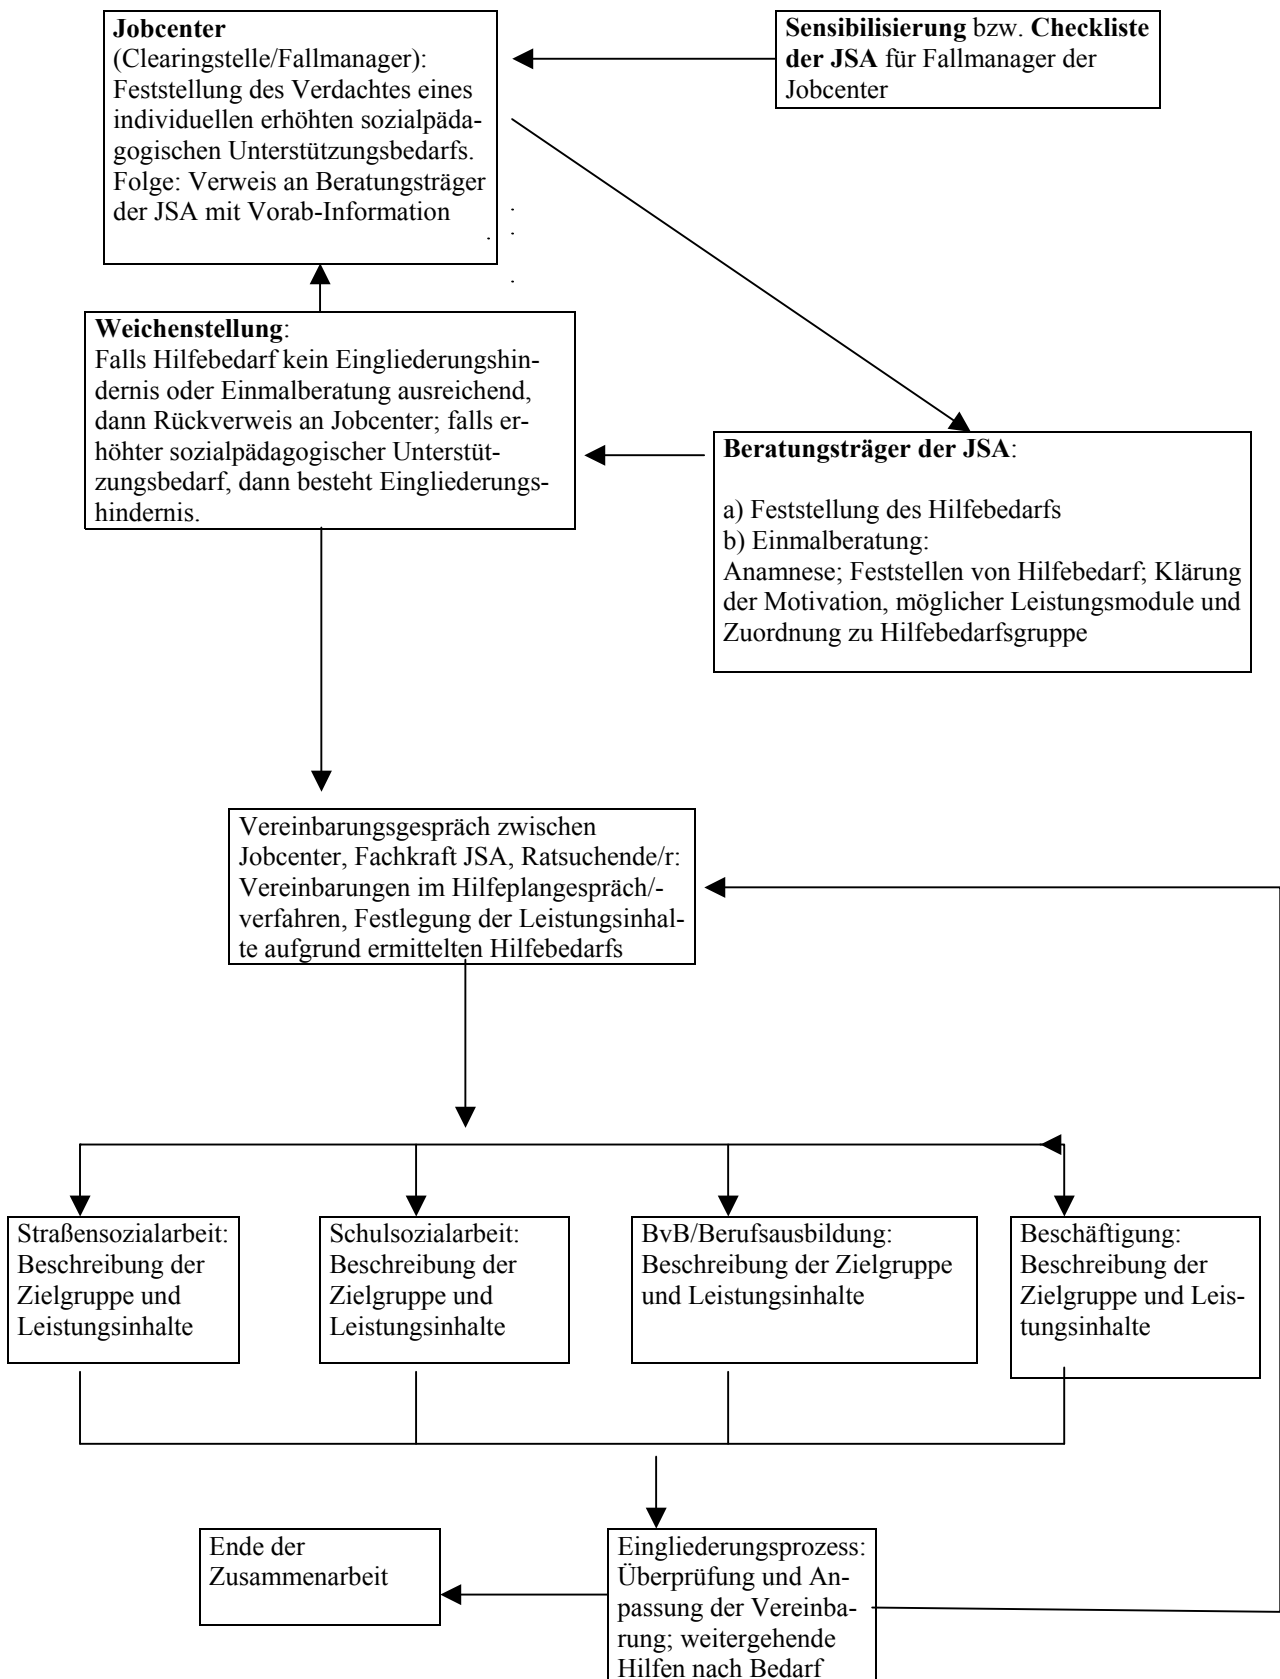 Jobcenter
(Clearingstelle/Fallmanager):
Feststellung des Verdachtes eines
individuellen erhöhten sozialpäda-
gogischen Unterstützungsbedarfs.
Folge: Verweis an Beratungsträger
der JSA mit Vorab-Information
Sensibilisierung bzw. Checkliste
der JSA für Fallmanager der
Jobcenter
Weichenstellung:
Falls Hilfebedarf kein Eingliederungshin-
dernis oder Einmalberatung ausreichend,
dann Rückverweis an Jobcenter; falls er-
höhter sozialpädagogischer Unterstüt-
zungsbedarf, dann besteht Eingliederungs-
hindernis.
Beratungsträger der JSA:
a) Feststellung des Hilfebedarfs
b) Einmalberatung:
Anamnese; Feststellen von Hilfebedarf; Klärung
der Motivation, möglicher Leistungsmodule und
Zuordnung zu Hilfebedarfsgruppe
Vereinbarungsgespräch zwischen
Jobcenter, Fachkraft JSA, Ratsuchende/r:
Vereinbarungen im Hilfeplangespräch/-
verfahren, Festlegung der Leistungsinhal-
te aufgrund ermittelten Hilfebedarfs
Straßensozialarbeit:
Beschreibung der
Zielgruppe und
Leistungsinhalte
Schulsozialarbeit:
Beschreibung der
Zielgruppe und
Leistungsinhalte
BvB/Berufsausbildung:
Beschreibung der Zielgruppe
und Leistungsinhalte
Beschäftigung:
Beschreibung der
Zielgruppe und Leis-
tungsinhalte
Ende der
Zusammenarbeit
Eingliederungsprozess:
Überprüfung und An-
passung der Vereinba-
rung; weitergehende
Hilfen nach Bedarf